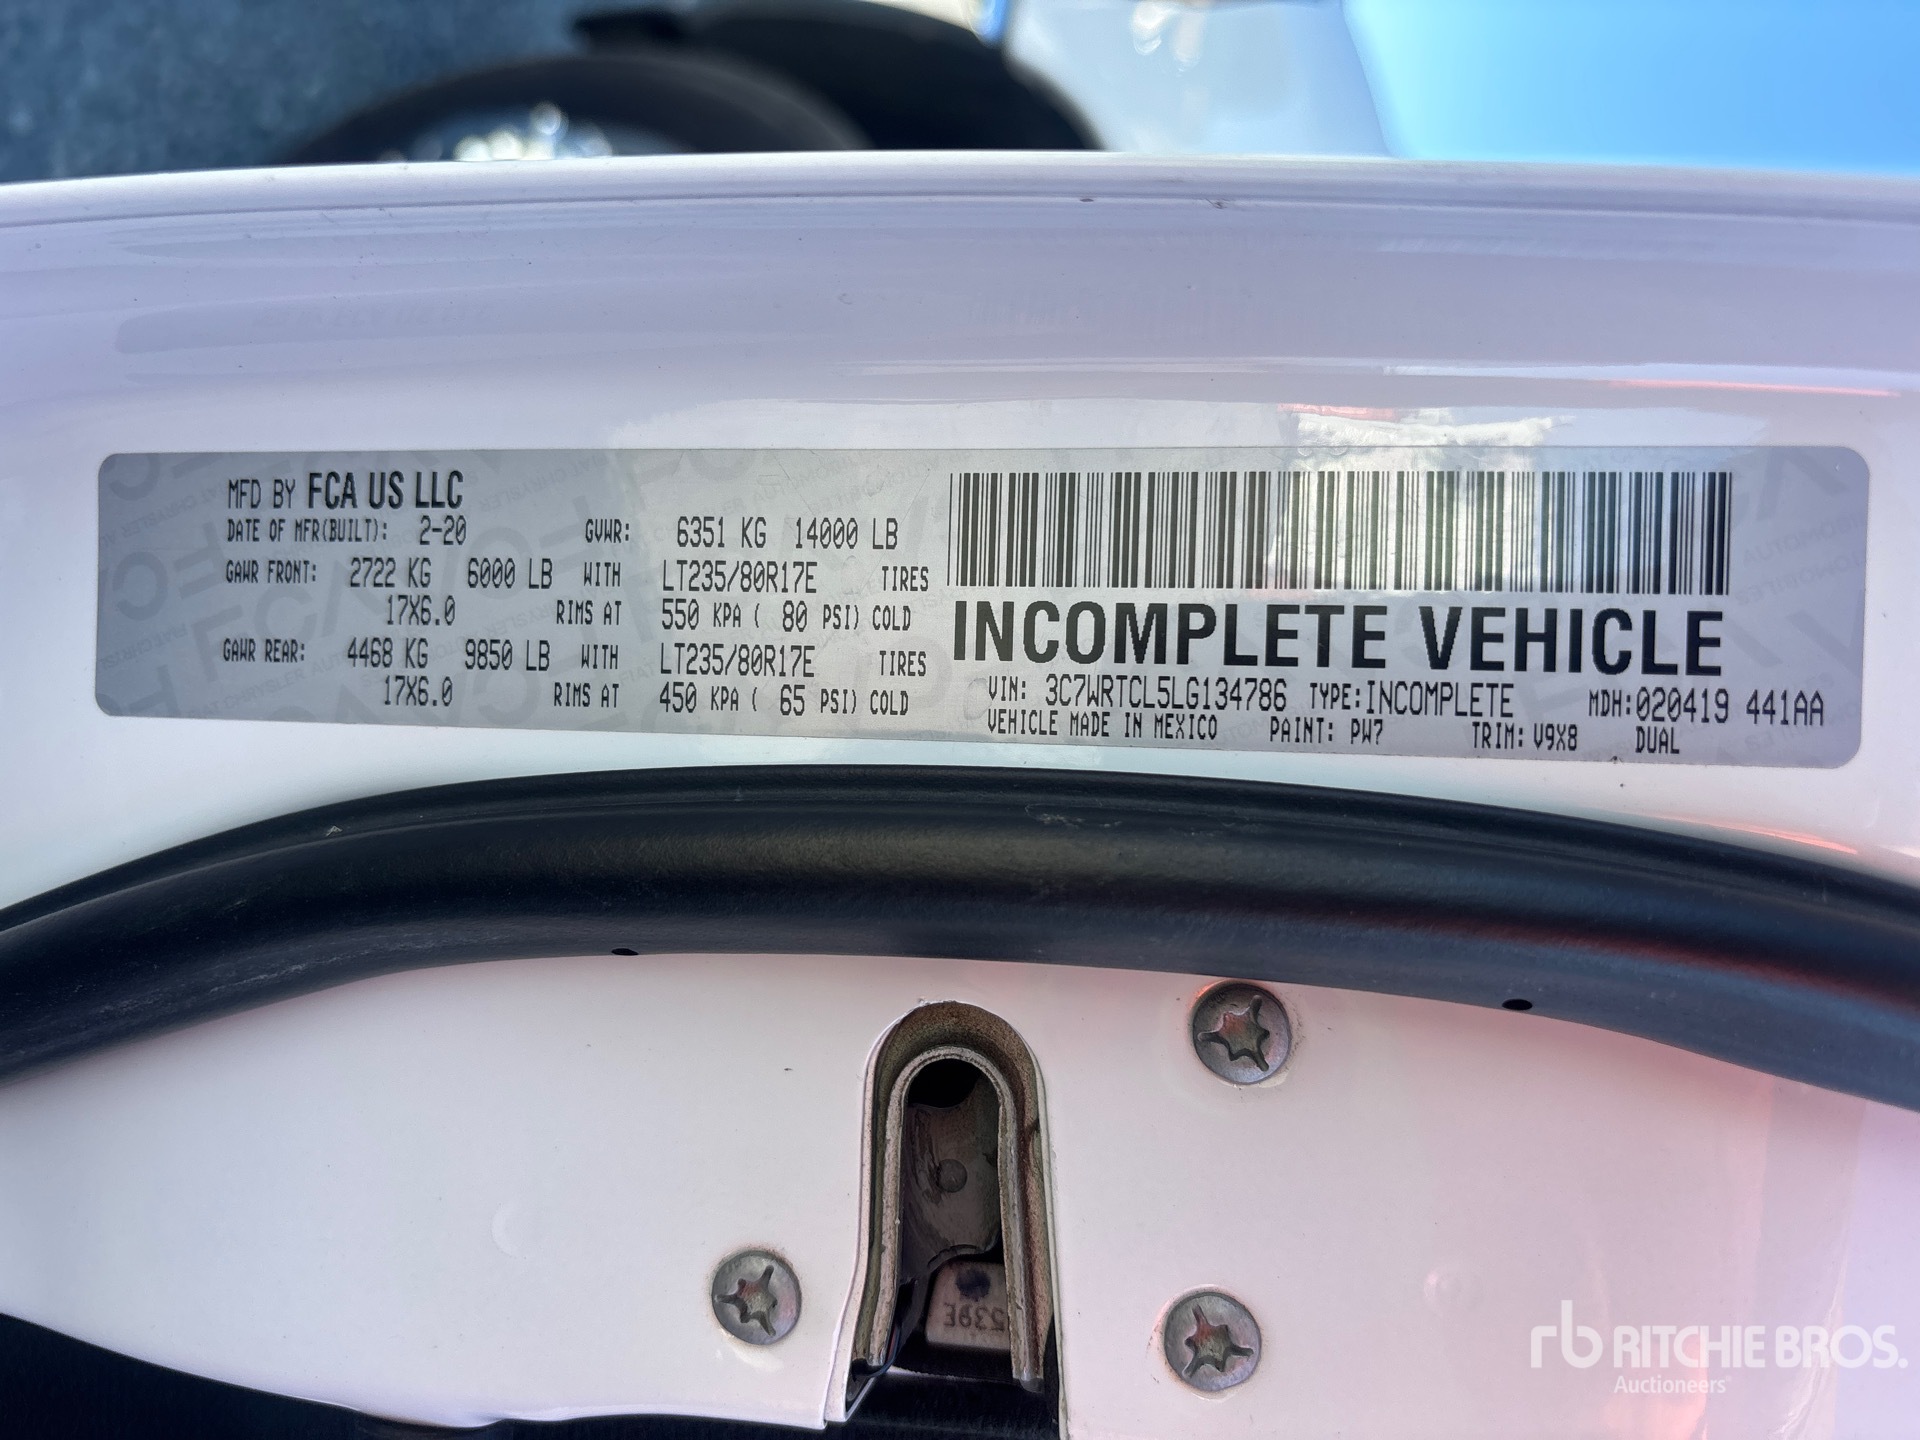 MFD BY FCA US LLC
DATE OF MFR(BUILT): 2-20 GVWR: 6351 KG 14000 LB
GAWR FRONT: 2722 KG 6000 LB WITH LT235/80R17E TIRES
17X6.0 RIMS AT 550 KPA ( 80 PSI) COLD
GAWR REAR: 4468 KG 9850 LB WITH LT235/80R17E TIRES
17X6.0 RIMS AT 450 KPA ( 65 PSI) COLD
INCOMPLETE VEHICLE
VIN: 3C7WRTCL5LG134786 TYPE:INCOMPLETE MDH:020419 441AA
VEHICLE MADE IN MEXICO PAINT: PW7 TRIM: V9X8 DUAL
539E
rb RITCHIE BROS.
Auctioneers